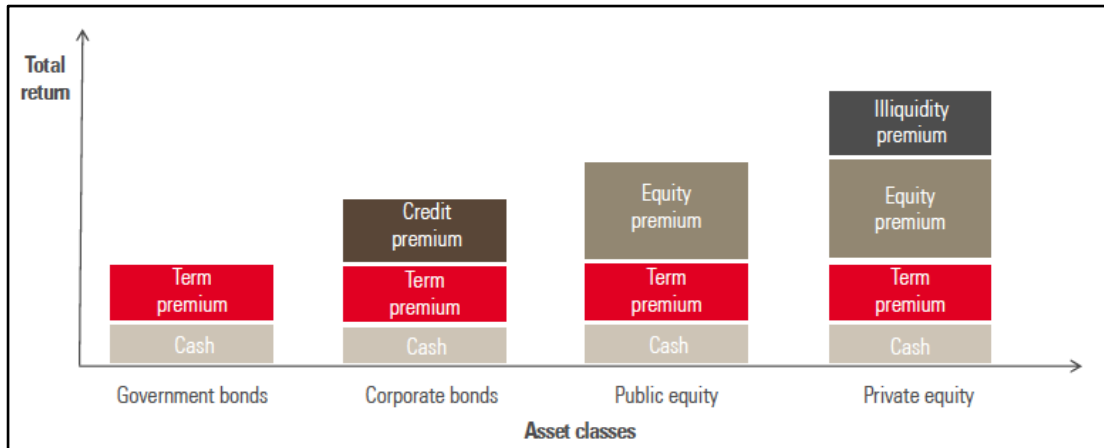 Total
return
Illiquidity
premium
Credit
premium
Equity
premium
Equity
premium
Term
premium
Term
premium
Term
premium
Term
premium
Cash
Cash
Cash
Cash
Government bonds
Corporate bonds
Public equity
Private equity
Asset classes